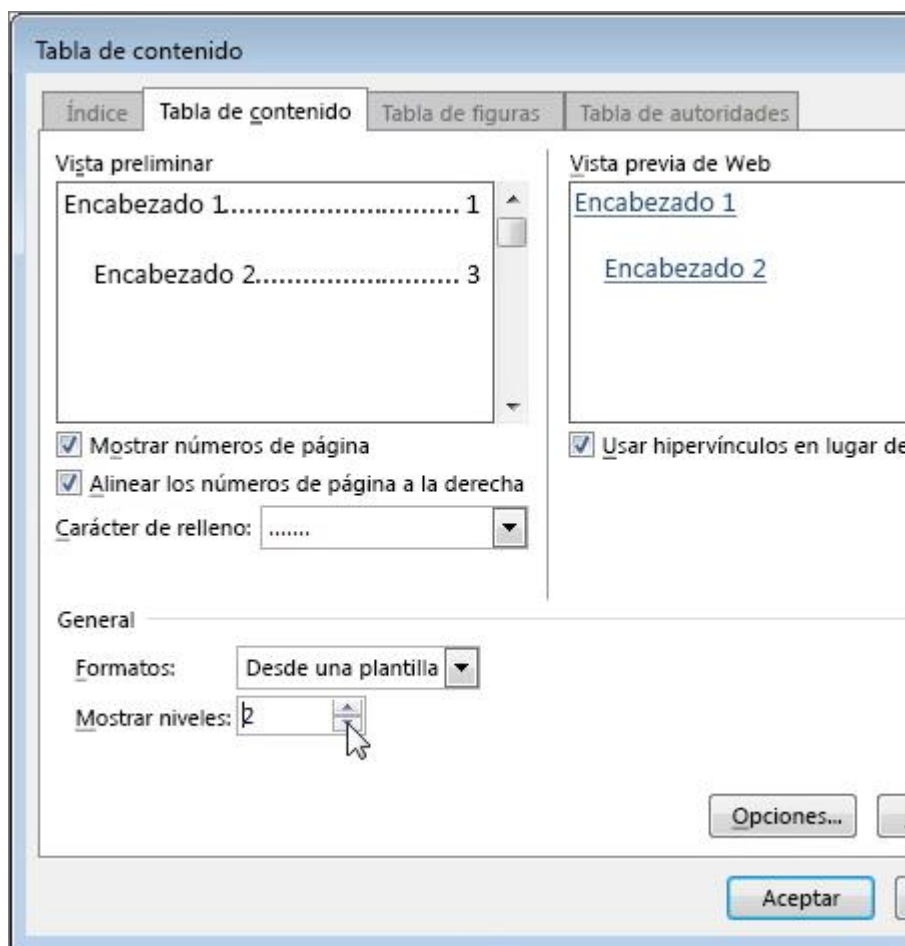 Tabla de contenido
Índice Tabla de contenido Tabla de figuras Tabla de autoridades
Vista preliminar
Encabezado 1................................. 1
Encabezado 2............................. 3
Vista previa de Web
Encabezado 1
Encabezado 2
Mostrar números de página
Alinear los números de página a la derecha
Carácter de relleno: .......
Usar hipervínculos en lugar de
General
Formatos: Desde una plantilla
Mostrar niveles: 2
Opciones...
Aceptar